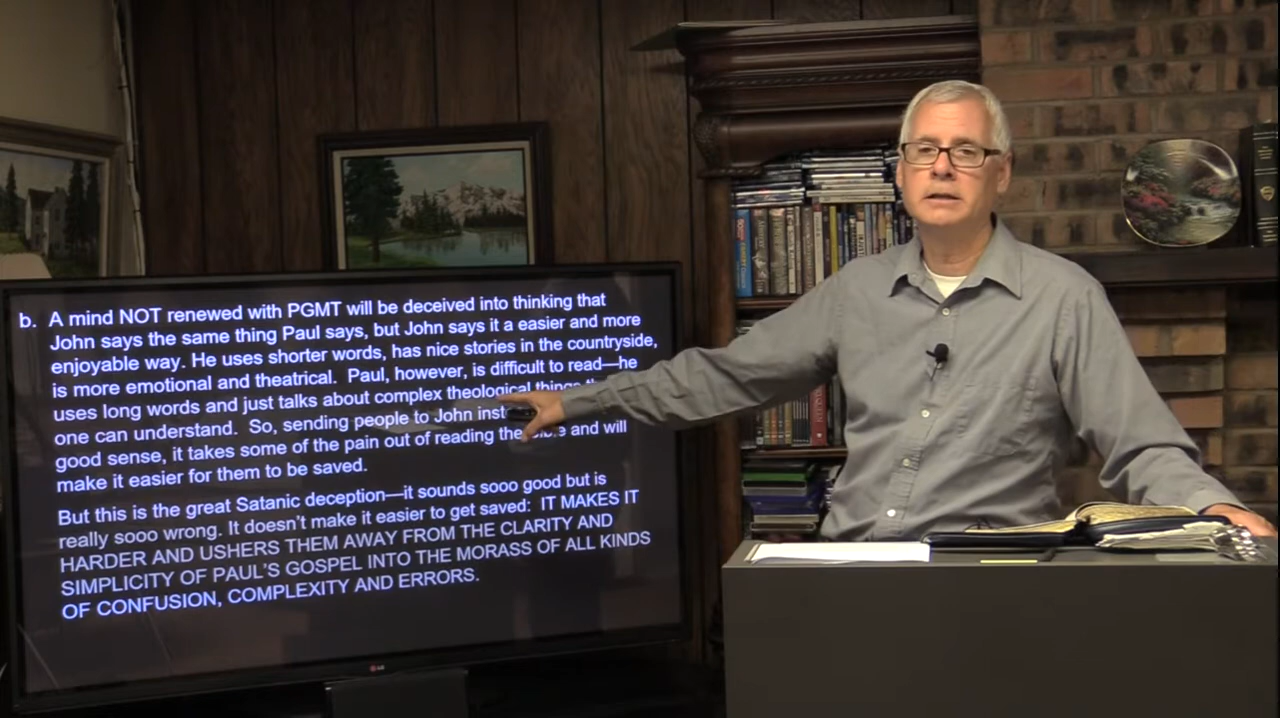 b. A mind NOT renewed with PGMT will be deceived into thinking that
John says the same thing Paul says, but John says it a easier and more
enjoyable way. He uses shorter words, has nice stories in the countryside,
is more emotional and theatrical. Paul, however, is difficult to read—he
uses long words and just talks about complex theological things
one can understand. So, sending people to John
good sense, it takes some of the pain out of reading the and will
make it easier for them to be saved.
But this is the great Satanic deception—it sounds sooo good but is
really sooo wrong. It doesn't make it easier to get saved: IT MAKES IT
HARDER AND USHERS THEM AWAY FROM THE CLARITY AND
SIMPLICITY OF PAUL'S GOSPEL INTO THE MORASS OF ALL KINDS
OF CONFUSION, COMPLEXITY AND ERRORS.
LG